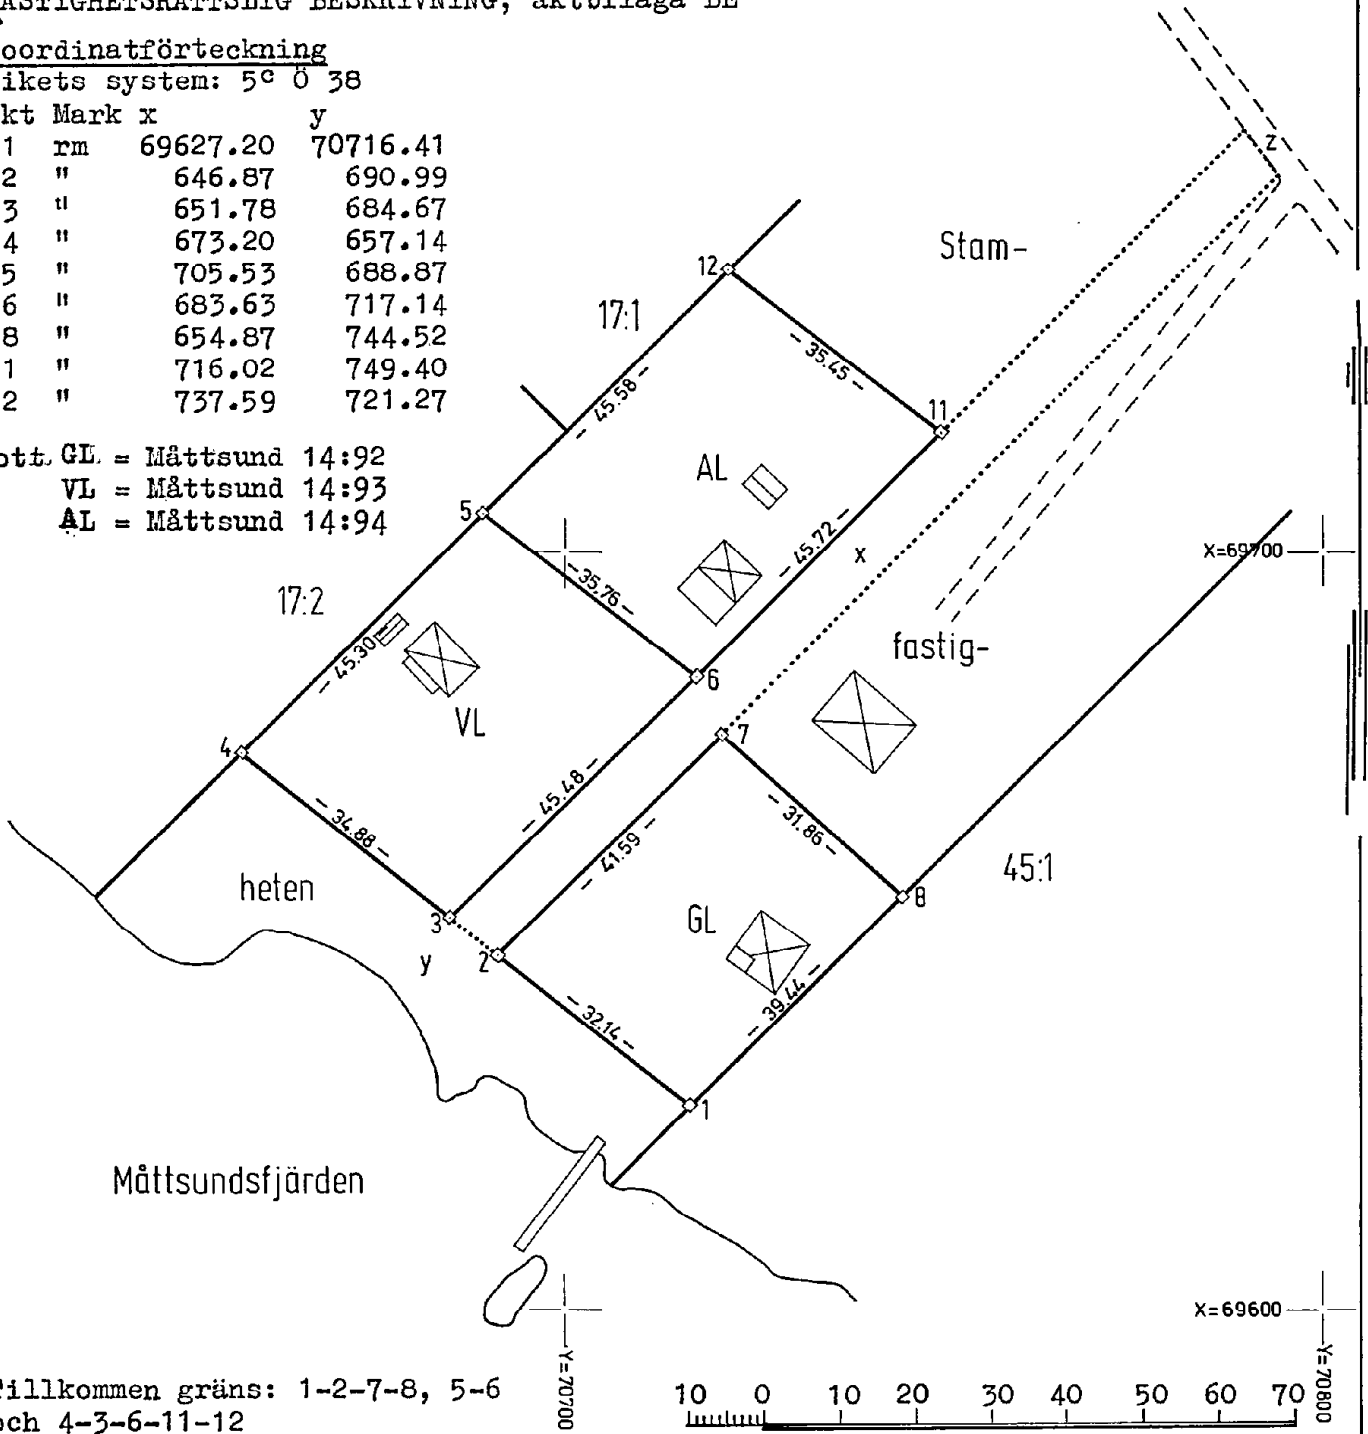 ASTIGHETSRÄTTSLIG BESKRIVNING, aktbilaga BE
oordinatförteckning
ikets system: 5ᶜ Ö 38
kt Mark x y
1 rm 69627.20 70716.41
2 " 646.87 690.99
3 " 651.78 684.67
4 " 673.20 657.14
5 " 705.53 688.87
6 " 683.63 717.14
8 " 654.87 744.52
1 " 716.02 749.40
2 " 737.59 721.27
ott. GL = Måttsund 14:92
VL = Måttsund 14:93
AL = Måttsund 14:94
z
Stam-
12
17:1
35.45
45.58
11
AL
5
45.72
x
X=69700
35.76
17:2
fastig-
45.30
6
VL
7
4
45.48
31.86
34.88
41.59
45:1
heten
8
GL
3
y
2
39.44
32.14
1
Måttsundsfjärden
X=69600
Y=70700
Y=70800
Tillkommen gräns: 1-2-7-8, 5-6
och 4-3-6-11-12
10 0 10 20 30 40 50 60 70